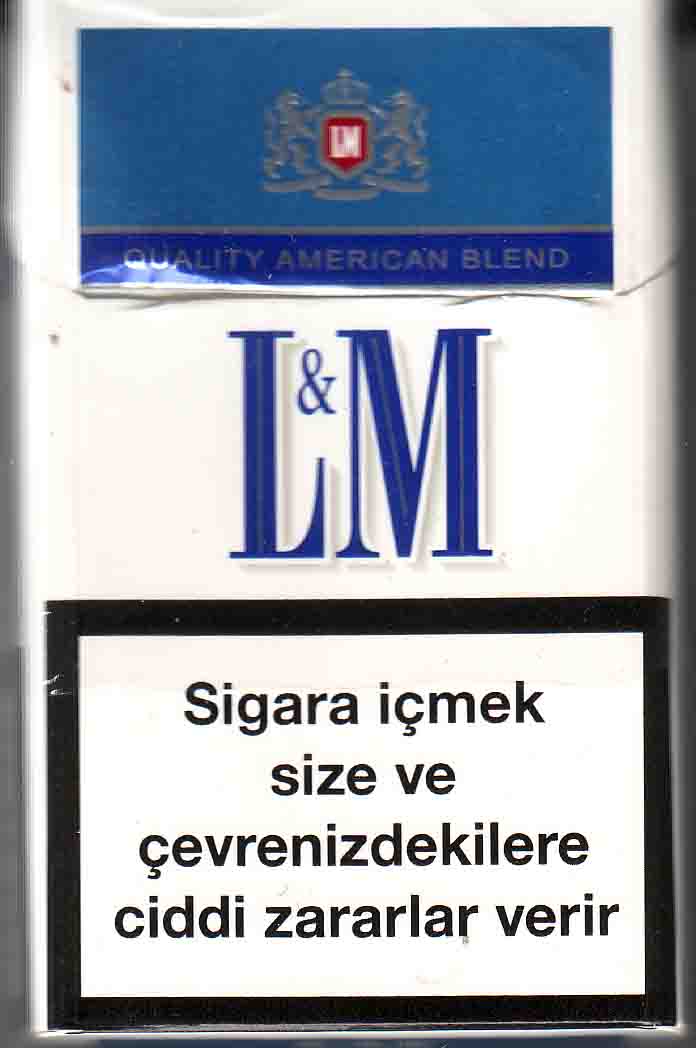 LM
QUALITY AMERICAN BLEND
L&M
Sigara içmek
size ve
çevrenizdekilere
ciddi zararlar verir